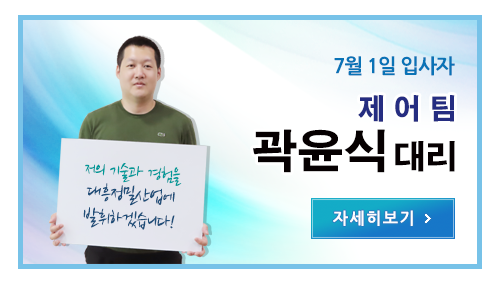 7월 1일 입사자
제어팀
곽윤식 대리
저의 기술과 경험을
대흥정밀산업에
발휘하겠습니다!
자세히보기 >